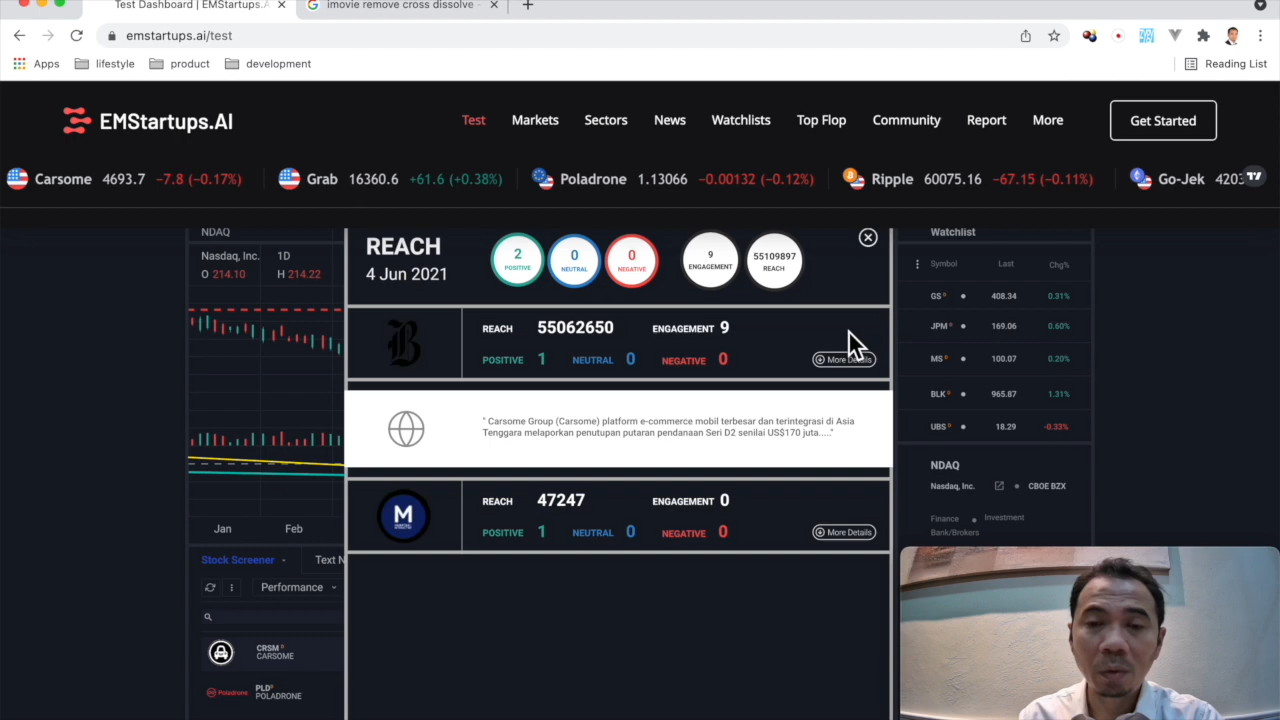 Test Dashboard | EMStartups.A
imovie remove cross dissolve -
emstartups.ai/test
Apps lifestyle product development Reading List
EMStartups.AI Test Markets Sectors News Watchlists Top Flop Community Report More Get Started
Carsome 4693.7 −7.8 (−0.17%) Grab 16360.6 +61.6 (+0.38%) Poladrone 1.13066 −0.00132 (−0.12%) Ripple 60075.16 −67.15 (−0.11%) Go-Jek 4203
NDAQ
Nasdaq, Inc. 1D
O 214.10 H 214.22
Jan Feb
Stock Screener Text N
Performance
CRSM D
CARSOME
Poladrone
PLD D
POLADRONE
REACH
4 Jun 2021
2
POSITIVE
0
NEUTRAL
0
NEGATIVE
9
ENGAGEMENT
55109897
REACH
B
REACH 55062650 ENGAGEMENT 9
POSITIVE 1 NEUTRAL 0 NEGATIVE 0 More Details
" Carsome Group (Carsome) platform e-commerce mobil terbesar dan terintegrasi di Asia
Tenggara melaporkan penutupan putaran pendanaan Seri D2 senilai US$170 juta....."
M
REACH 47247 ENGAGEMENT 0
POSITIVE 1 NEUTRAL 0 NEGATIVE 0 More Details
Watchlist
Symbol Last Chg%
GS D 408.34 0.31%
JPM D 169.06 0.60%
MS D 100.07 0.20%
BLK D 965.87 1.31%
UBS D 18.29 -0.33%
NDAQ
Nasdaq, Inc. CBOE BZX
Finance Investment
Bank/Brokers